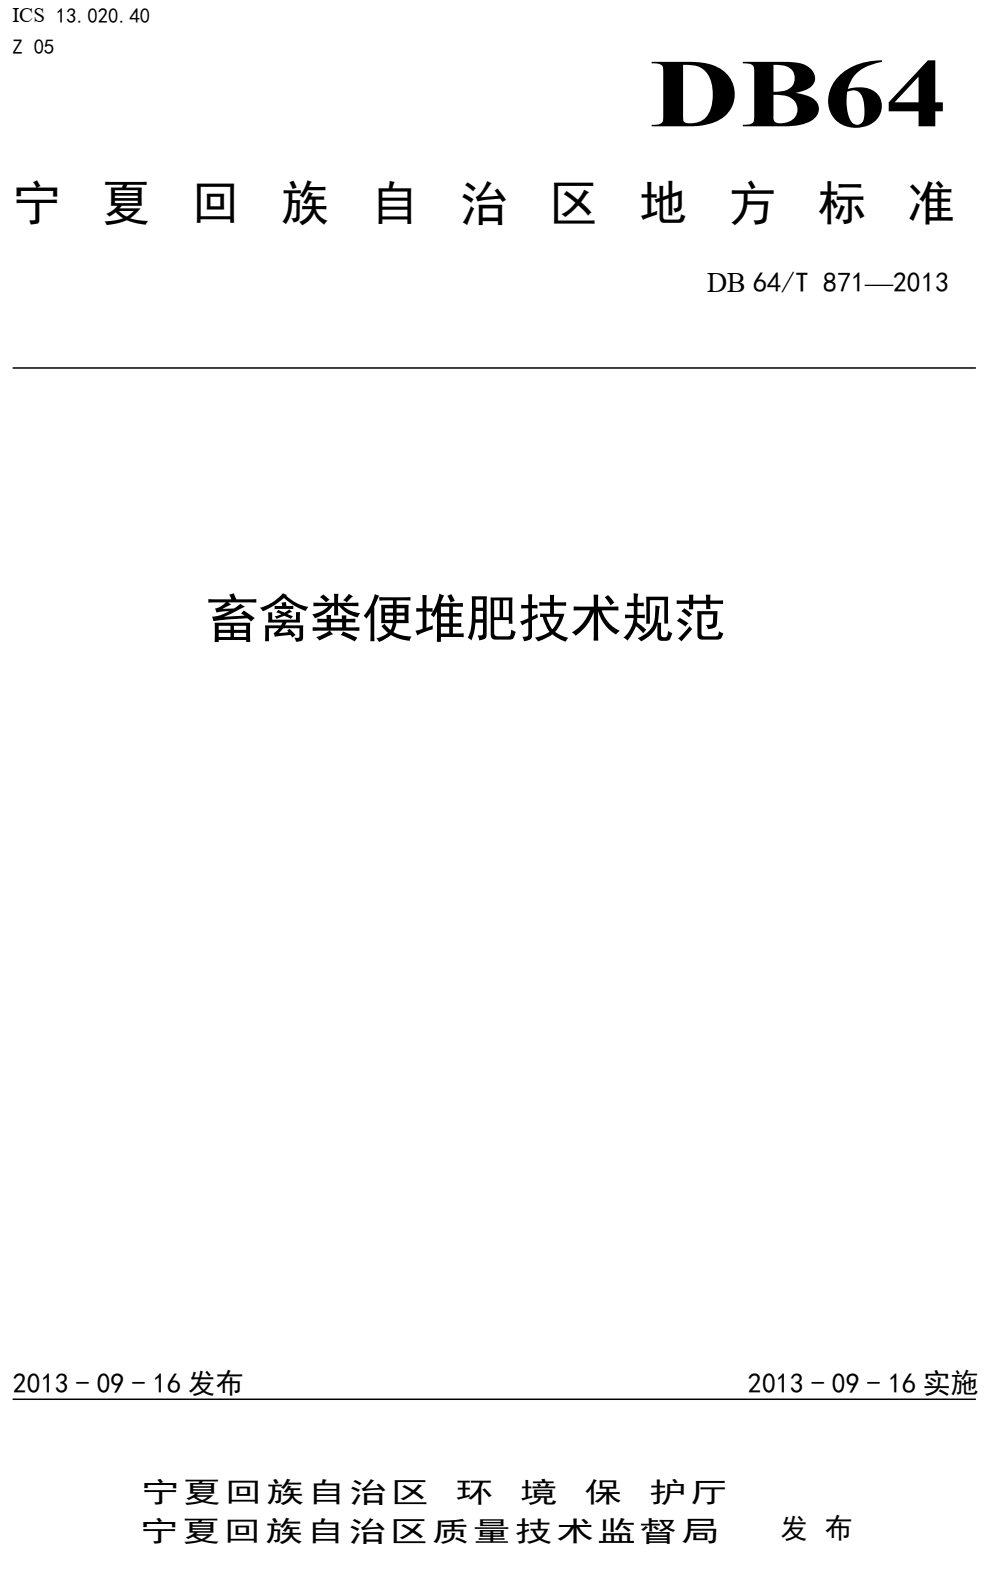 ICS 13.020.40
Z 05
DB64
宁夏回族自治区地方标准
DB 64/T 871—2013
畜禽粪便堆肥技术规范
2013-09-16发布
2013-09-16实施
宁夏回族自治区环境保护厅
宁夏回族自治区质量技术监督局 发布